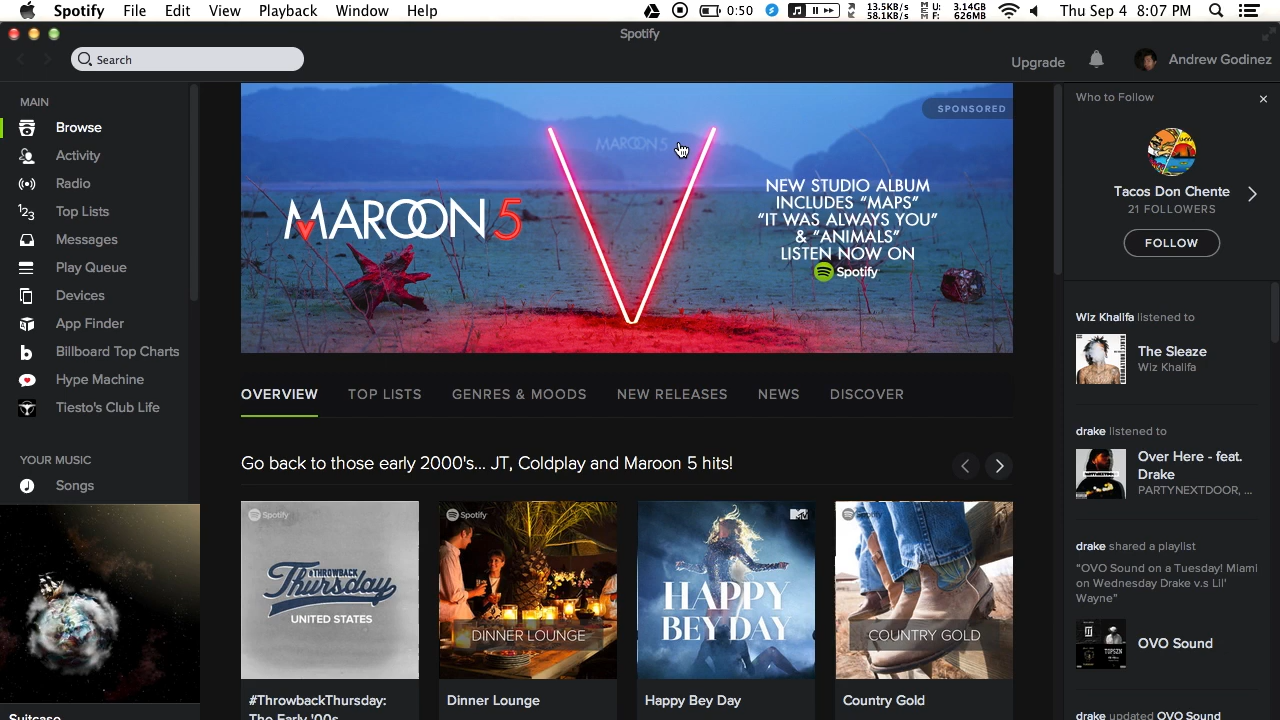 Spotify File Edit View Playback Window Help
0:50
13.5KB/s
58.1KB/s
U: 3.14GB
F: 626MB
Thu Sep 4 8:07 PM
Spotify
Search
Upgrade
Andrew Godinez
MAIN
Browse
Activity
Radio
Top Lists
Messages
Play Queue
Devices
App Finder
Billboard Top Charts
Hype Machine
Tiesto's Club Life
YOUR MUSIC
Songs
Suitcase
SPONSORED
MAROON 5
MAROON 5
NEW STUDIO ALBUM
INCLUDES "MAPS"
"IT WAS ALWAYS YOU"
& "ANIMALS"
LISTEN NOW ON
Spotify
OVERVIEW TOP LISTS GENRES & MOODS NEW RELEASES NEWS DISCOVER
Go back to those early 2000's... JT, Coldplay and Maroon 5 hits!
Spotify
#THROWBACK
Thursday
UNITED STATES
#ThrowbackThursday:
The Early '00s
Spotify
DINNER LOUNGE
Dinner Lounge
MTV
HAPPY
BEY DAY
Happy Bey Day
Spotify
COUNTRY GOLD
Country Gold
Who to Follow
Tacos Don Chente
21 FOLLOWERS
FOLLOW
Wiz Khalifa listened to
The Sleaze
Wiz Khalifa
drake listened to
Over Here - feat.
Drake
PARTYNEXTDOOR, ...
drake shared a playlist
"OVO Sound on a Tuesday! Miami
on Wednesday Drake v.s Lil'
Wayne"
OVO Sound
drake updated OVO Sound